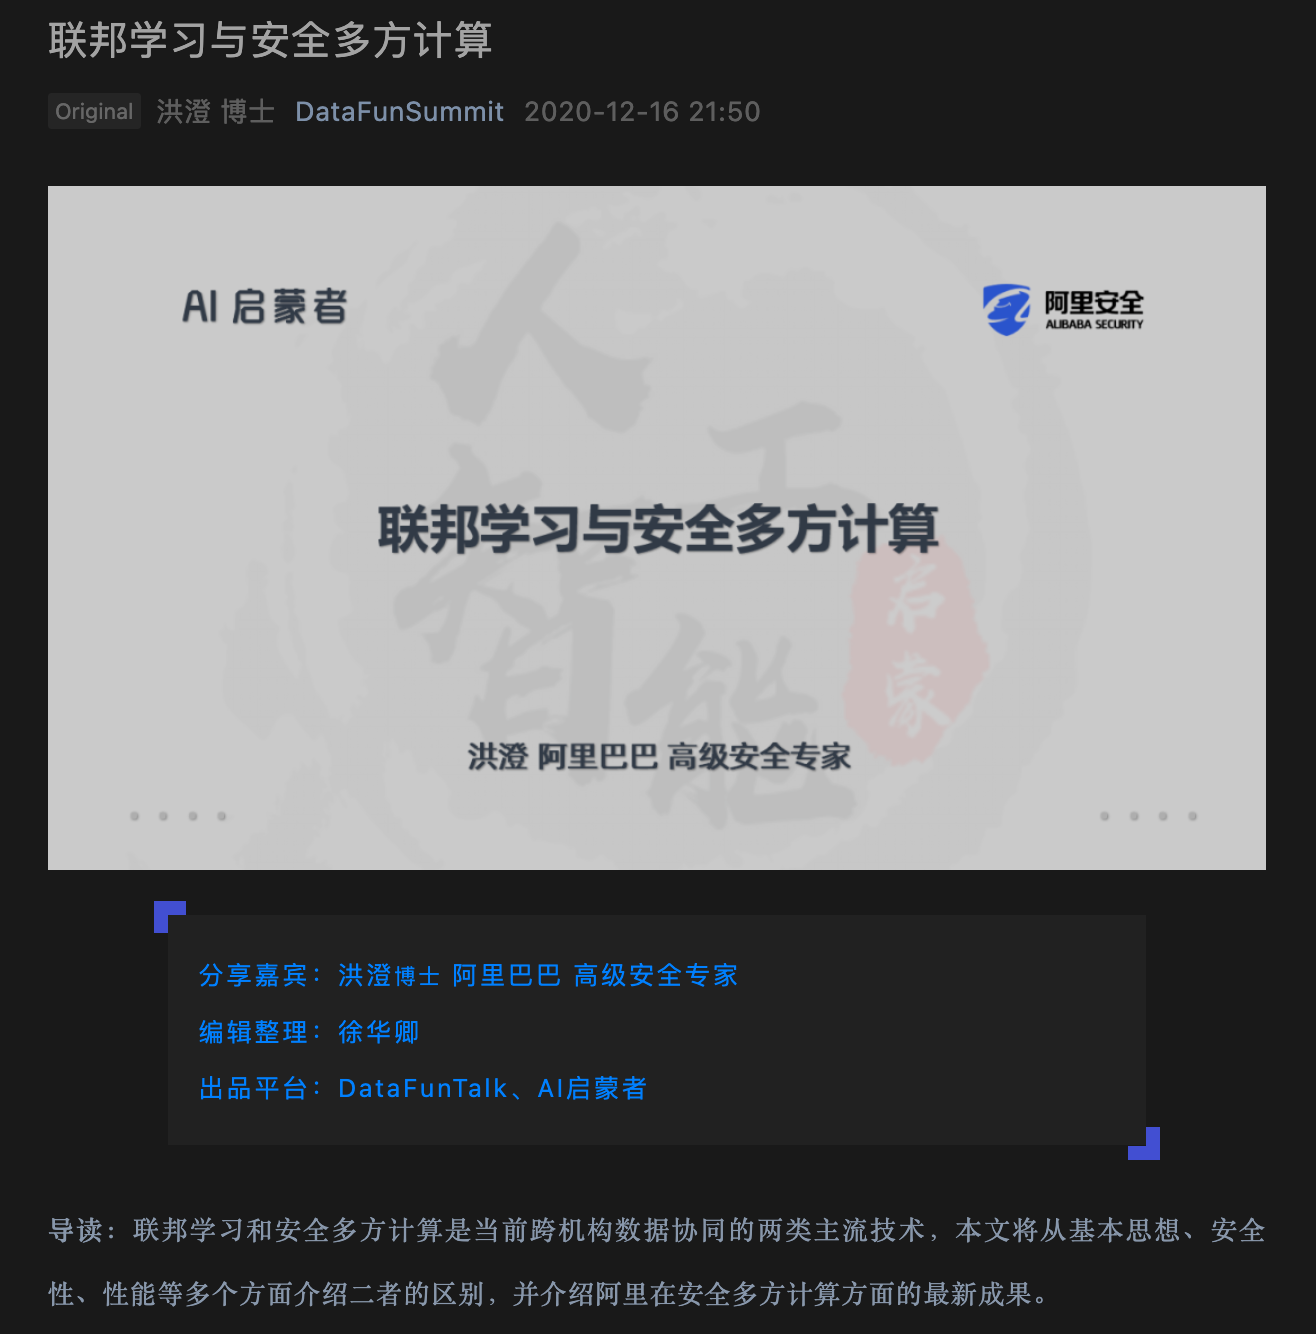 联邦学习与安全多方计算
Original 洪澄 博士 DataFunSummit 2020-12-16 21:50
AI 启蒙者
阿里安全
ALIBABA SECURITY
人工智能
联邦学习与安全多方计算
启蒙
洪澄 阿里巴巴 高级安全专家
分享嘉宾：洪澄博士 阿里巴巴 高级安全专家
编辑整理：徐华卿
出品平台：DataFunTalk、AI启蒙者
导读：联邦学习和安全多方计算是当前跨机构数据协同的两类主流技术，本文将从基本思想、安全
性、性能等多个方面介绍二者的区别，并介绍阿里在安全多方计算方面的最新成果。